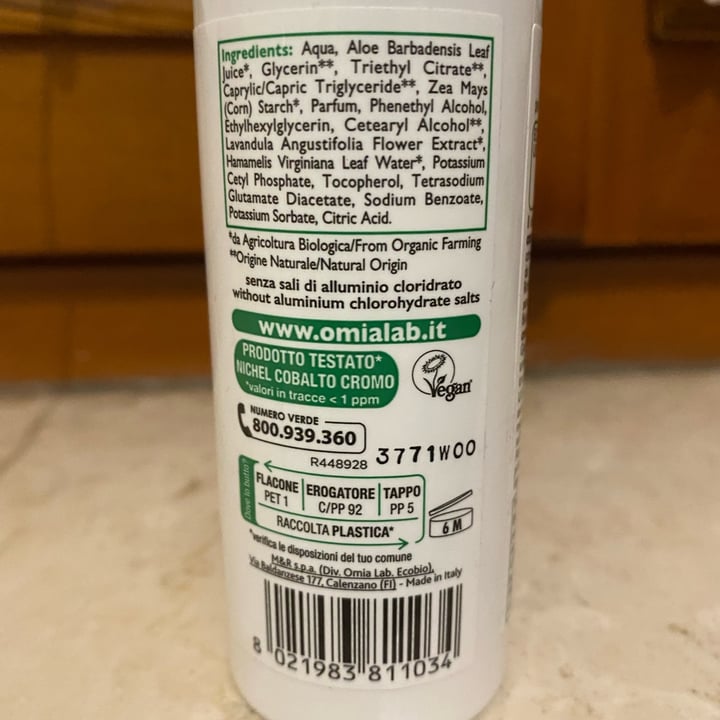 Ingredients: Aqua, Aloe Barbadensis Leaf
Juice*, Glycerin**, Triethyl Citrate**,
Caprylic/Capric Triglyceride**, Zea Mays
(Corn) Starch*, Parfum, Phenethyl Alcohol,
Ethylhexylglycerin, Cetearyl Alcohol**,
Lavandula Angustifolia Flower Extract*,
Hamamelis Virginiana Leaf Water*, Potassium
Cetyl Phosphate, Tocopherol, Tetrasodium
Glutamate Diacetate, Sodium Benzoate,
Potassium Sorbate, Citric Acid.
*da Agricoltura Biologica/From Organic Farming
**Origine Naturale/Natural Origin
senza sali di alluminio cloridrato
without aluminium chlorohydrate salts
www.omialab.it
PRODOTTO TESTATO*
NICHEL COBALTO CROMO
*valori in tracce < 1 ppm
Vegan
NUMERO VERDE
800.939.360
R448928 3771W00
Dove lo butto?
FLACONE EROGATORE TAPPO
PET 1 C/PP 92 PP 5
RACCOLTA PLASTICA*
6 M
*verifica le disposizioni del tuo comune
M&R s.p.a. (Div. Omia Lab. Ecobio),
Via Baldanzese 177, Calenzano (FI) - Made in Italy
8 021983 811034